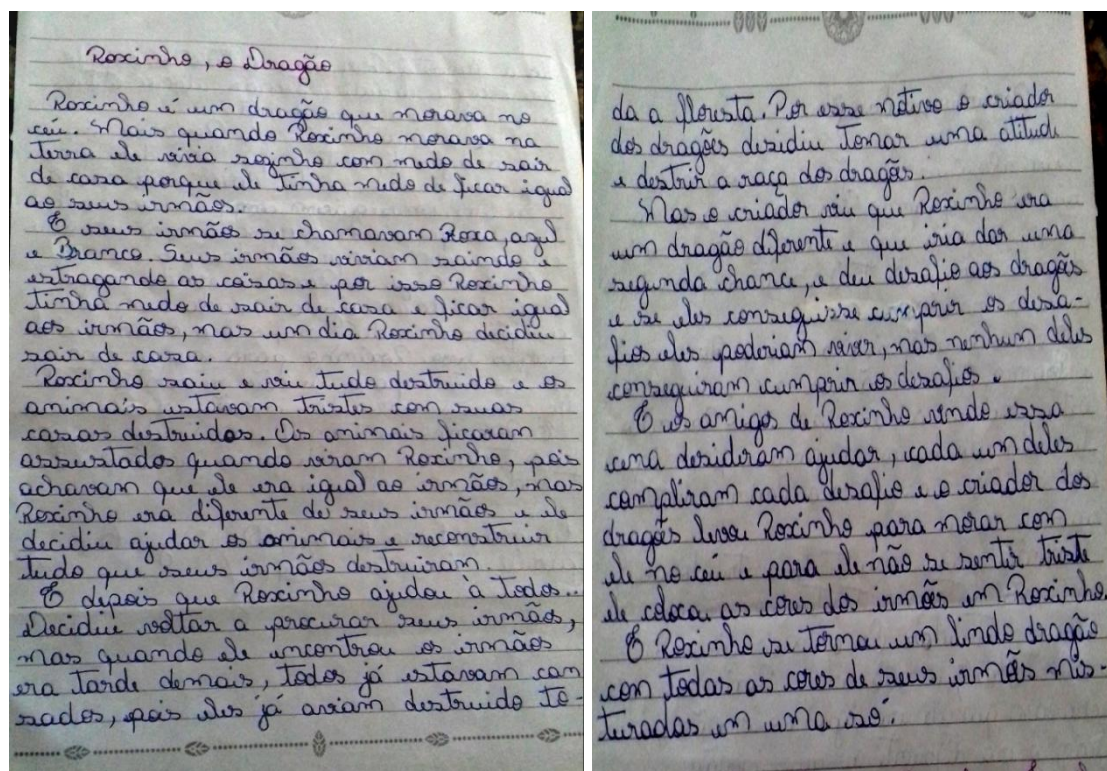 Roxinho, o Dragão
Roxinho é um dragão que morava no
céu. Mais quando Roxinho morava na
terra ele vivia sozinho com medo de sair
de casa porque ele tinha medo de ficar igual
ao seus irmãos.
E seus irmãos se chamavam Roxa, azul
e Branco. Seus irmãos viviam saindo e
estragando as coisas e por isso Roxinho
tinha medo de sair de casa e ficar igual
aos irmãos, mas um dia Roxinho decidiu
sair de casa.
Roxinho saiu e viu tudo destruido e os
animais estavam tristes com suas
casas destruidas. Os animais ficaram
assustados quando viram Roxinho, pois
achavam que ele era igual ao irmãos, mas
Roxinho era diferente de seus irmãos e ele
decidiu ajudar os animais e reconstruir
tudo que seus irmãos destruiram.
E depois que Roxinho ajudou à todos..
Decidiu voltar a procurar seus irmãos,
mas quando ele encontrou os irmãos
era tarde demais, todos já estavam can
sados, pois eles já aviam destruido to-
da a floresta. Por esse motivo o criador
dos dragões desidiu tomar uma atitude
e destrir a raça dos dragãs.
Mas o criador viu que Roxinho era
um dragão diferente e que iria dar uma
segunda chance, e deu desafio aos dragãs
e se eles conseguisse cumprir os desa-
fios eles poderiam viver, mas nenhum deles
conseguiram cumprir os desafios.
E os amigos de Roxinho vendo essa
cena desideram ajudar, cada um deles
compliram cada desafio e o criador dos
dragãs levou Roxinho para morar com
ele no céu e para ele não se sentir triste
ele coloca as cores dos irmãos em Roxinho.
E Roxinho se tornou um lindo dragão
com todas as cores de seus irmãos mis-
turadas em uma só.